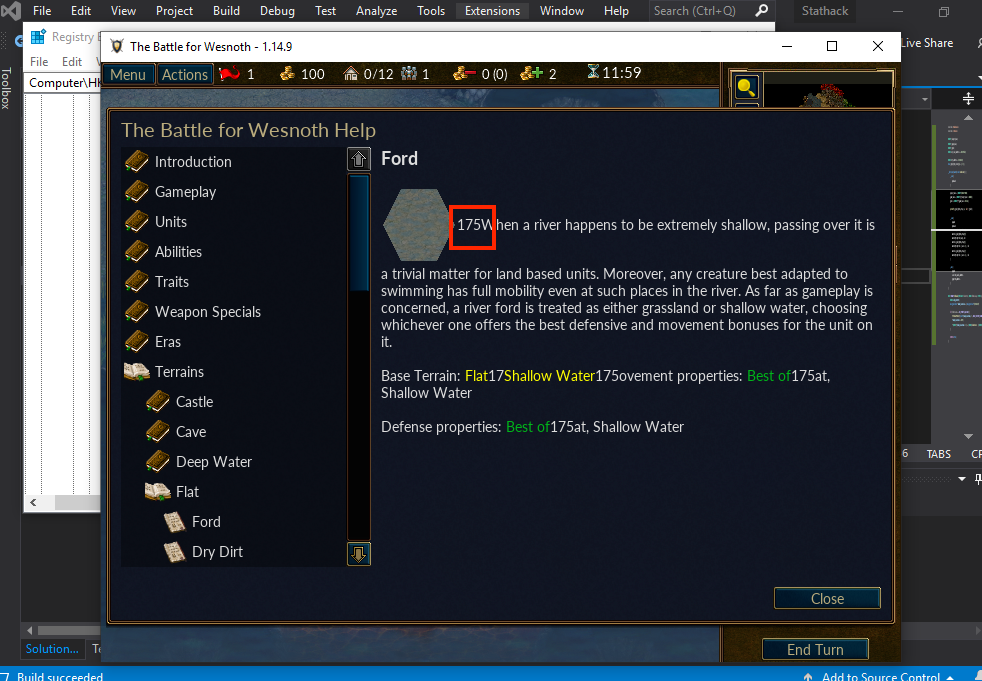 File Edit View Project Build Debug Test Analyze Tools Extensions Window Help Search (Ctrl+Q) Stathack
Registry
The Battle for Wesnoth - 1.14.9
Live Share
File Edit
Toolbox
Computer\H
Menu Actions 1 100 0/12 1 0 (0) 2 11:59
The Battle for Wesnoth Help
Introduction
Gameplay
Units
Abilities
Traits
Weapon Specials
Eras
Terrains
Castle
Cave
Deep Water
Flat
Ford
Dry Dirt
Ford
175When a river happens to be extremely shallow, passing over it is
a trivial matter for land based units. Moreover, any creature best adapted to
swimming has full mobility even at such places in the river. As far as gameplay is
concerned, a river ford is treated as either grassland or shallow water, choosing
whichever one offers the best defensive and movement bonuses for the unit on
it.
Base Terrain: Flat17Shallow Water175ovement properties: Best of175at,
Shallow Water
Defense properties: Best of175at, Shallow Water
Close
End Turn
6 TABS CR
Solution...
Build succeeded
Add to Source Control